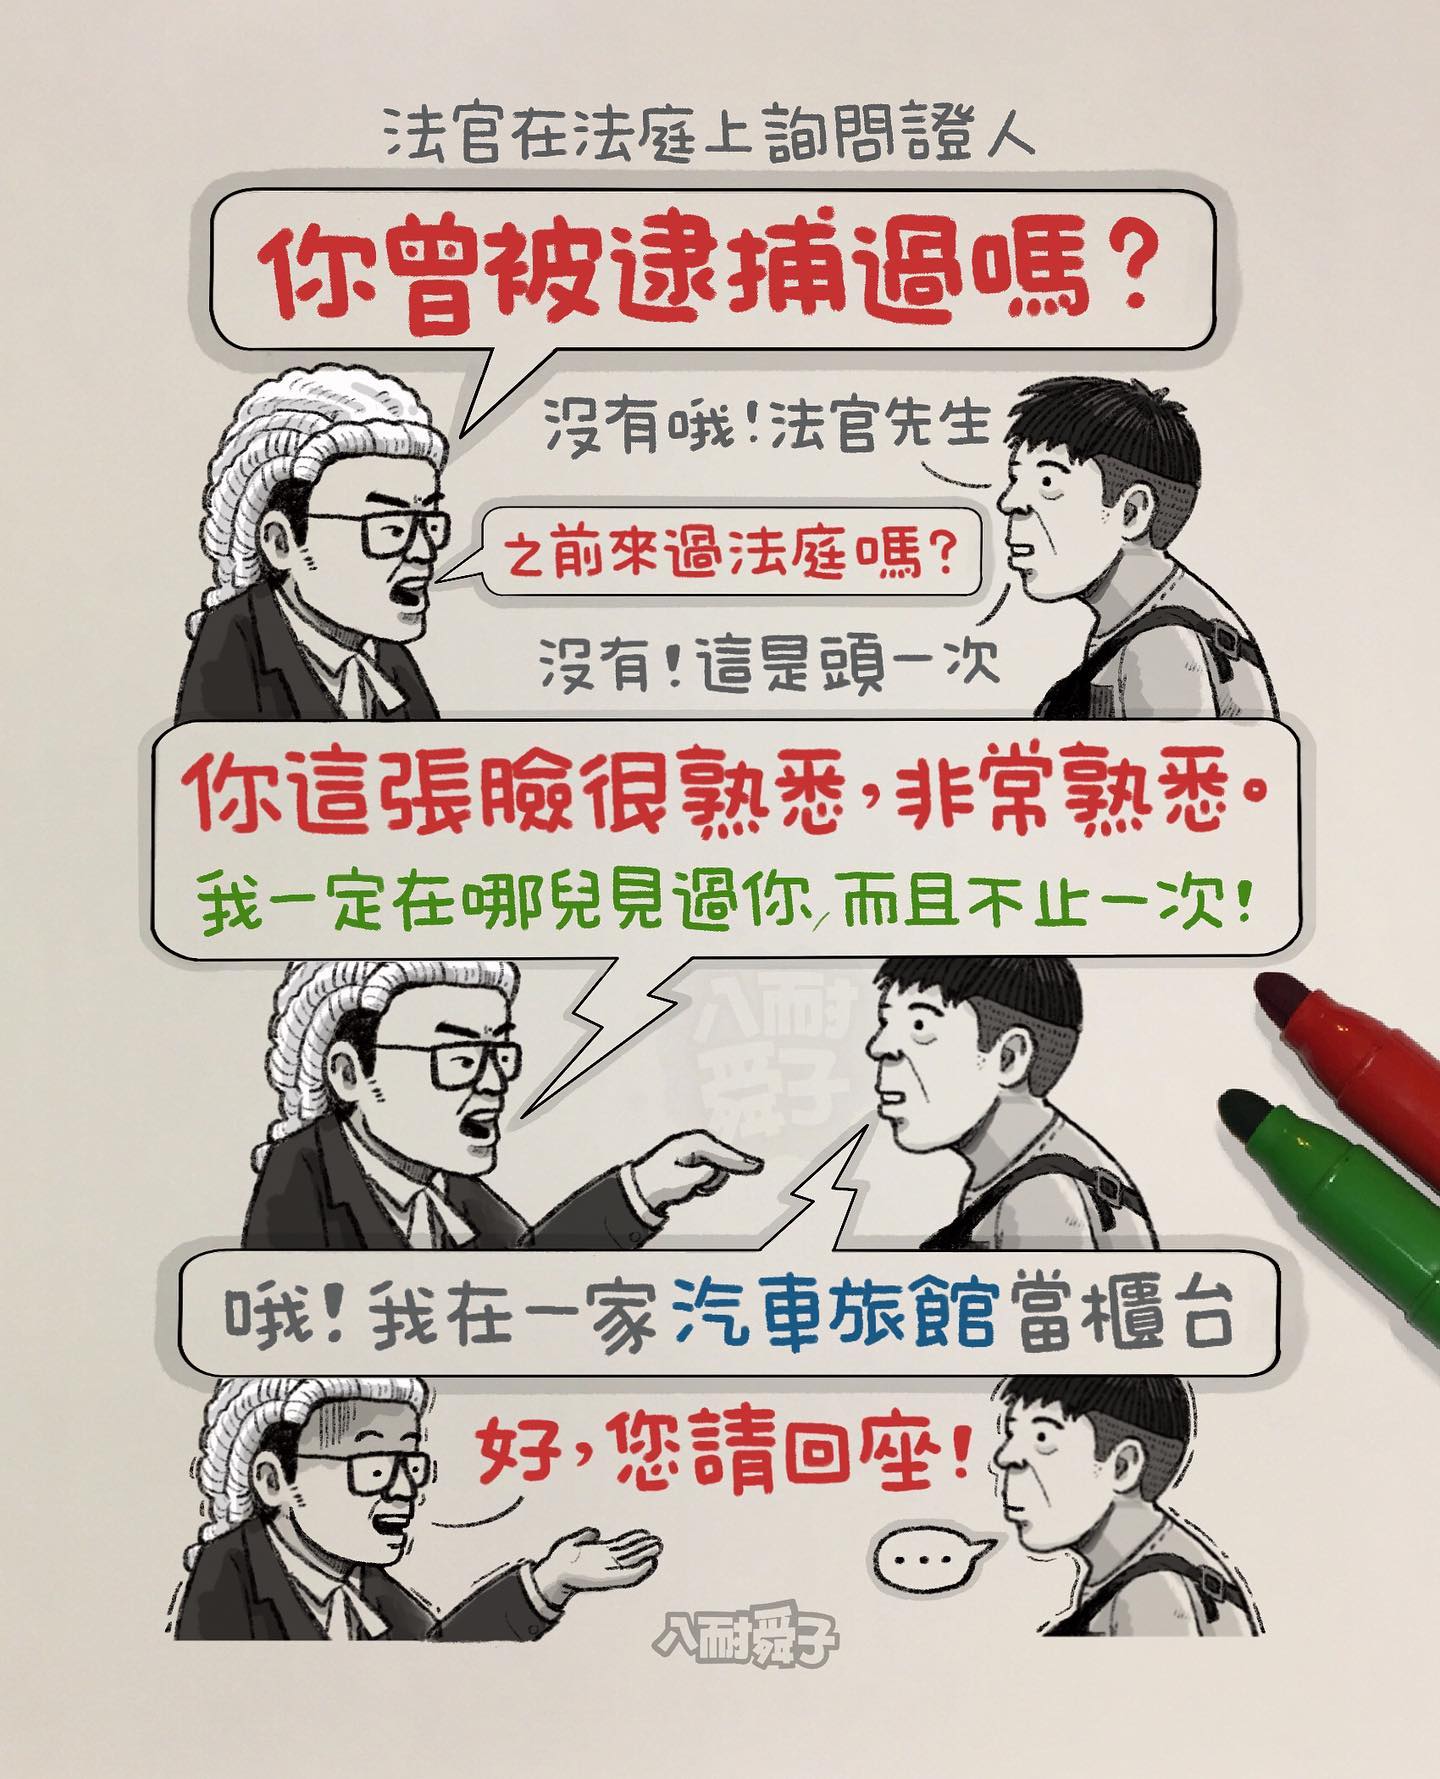 法官在法庭上詢問證人
你曾被逮捕過嗎?
沒有哦!法官先生
之前來過法庭嗎?
沒有!這是頭一次
你這張臉很熟悉,非常熟悉。
我一定在哪兒見過你,而且不止一次!
八耐
舜子
哦!我在一家汽車旅館當櫃台
好,您請回座!
...
八耐舜子